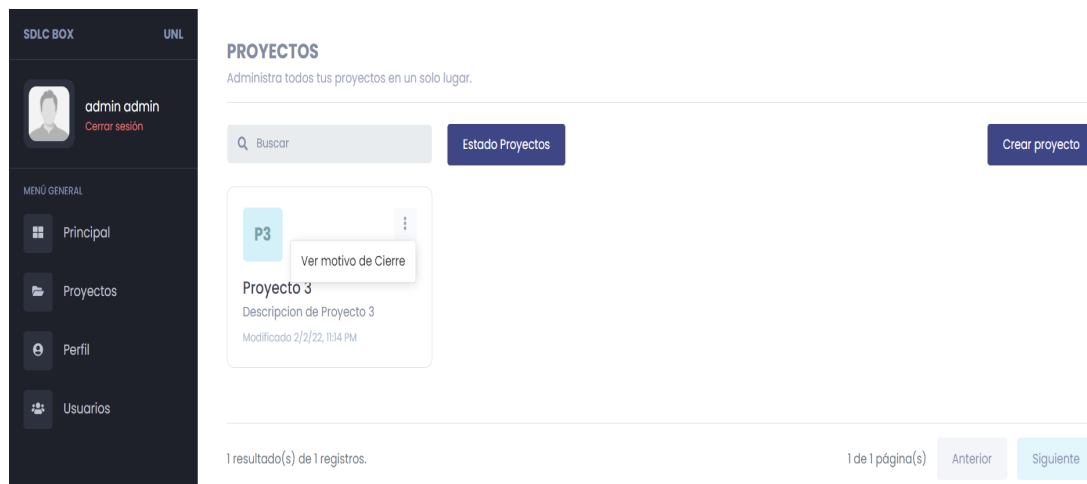 SDLC BOX UNL
admin admin
Cerrar sesión
MENÚ GENERAL
Principal
Proyectos
Perfil
Usuarios
PROYECTOS
Administra todos tus proyectos en un solo lugar.
Buscar Estado Proyectos Crear proyecto
P3
Ver motivo de Cierre
Proyecto 3
Descripcion de Proyecto 3
Modificado 2/2/22, 11:14 PM
1 resultado(s) de 1 registros. 1 de 1 página(s) Anterior Siguiente